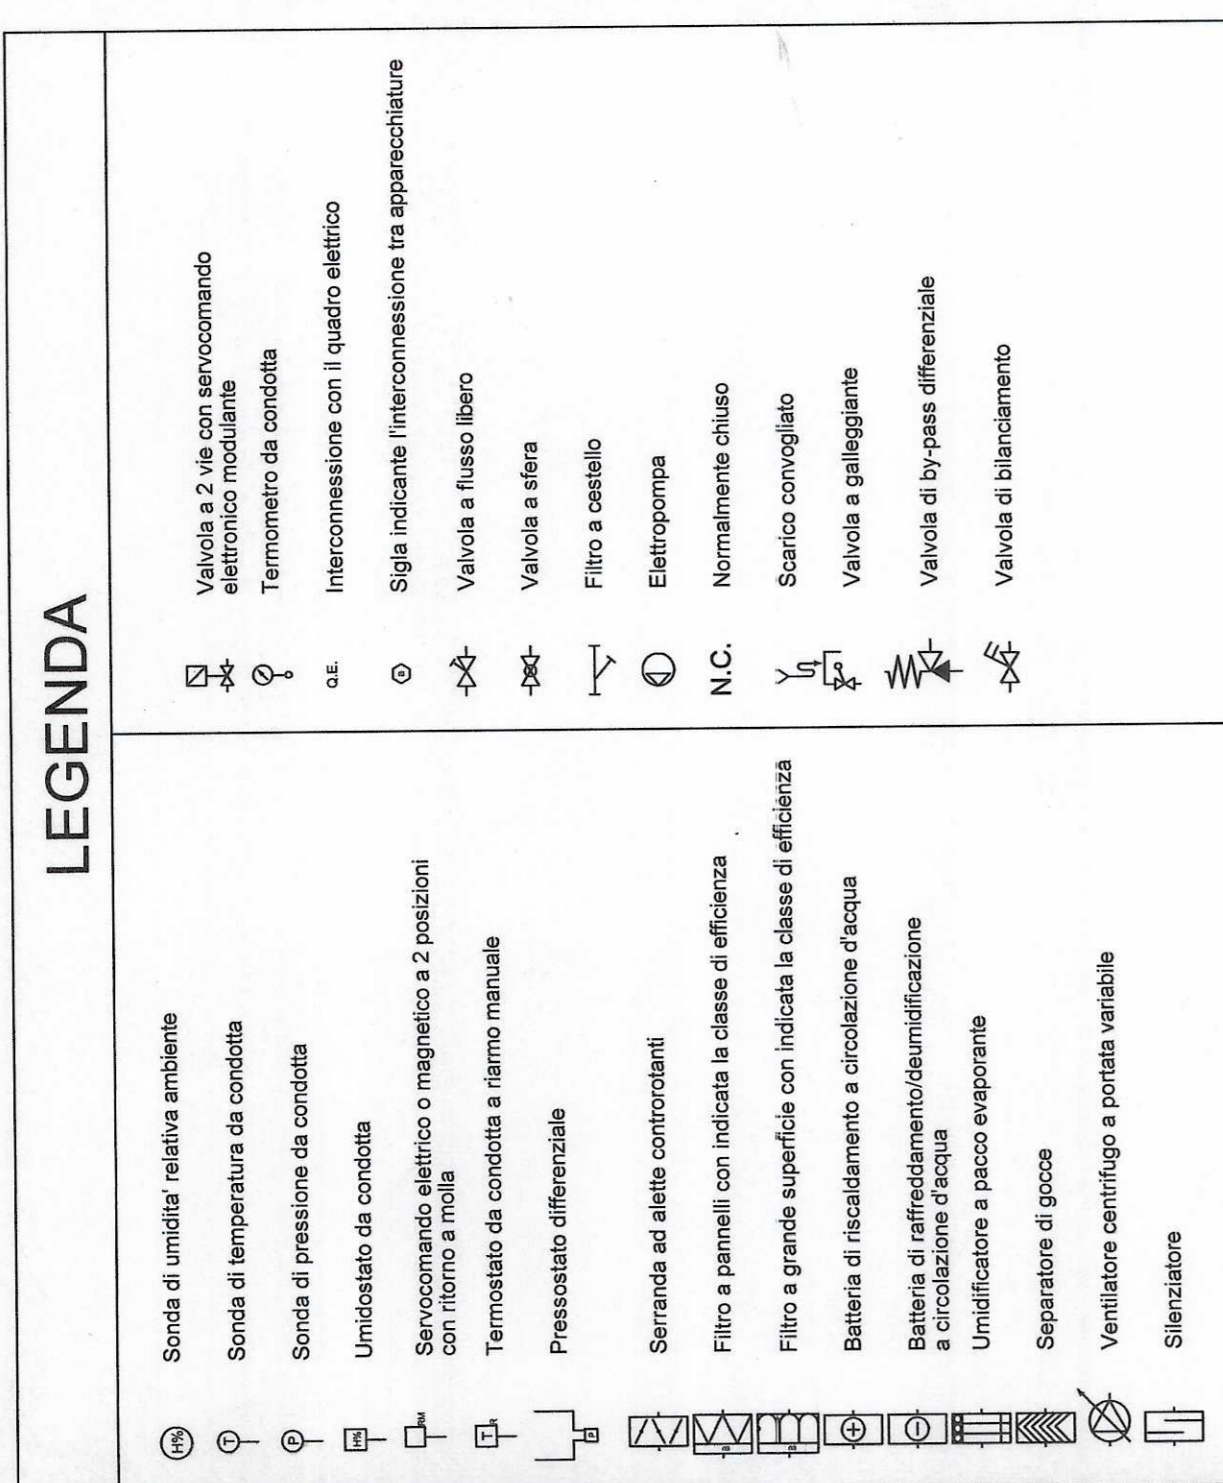 LEGENDA
H%
Sonda di umidita' relativa ambiente
T
Sonda di temperatura da condotta
P
Sonda di pressione da condotta
H%
Umidostato da condotta
RM
Servocomando elettrico o magnetico a 2 posizioni
con ritorno a molla
T
R
Termostato da condotta a riarmo manuale
P
Pressostato differenziale
Serranda ad alette controrotanti
a
Filtro a pannelli con indicata la classe di efficienza
a
Filtro a grande superficie con indicata la classe di efficienza
Batteria di riscaldamento a circolazione d'acqua
Batteria di raffreddamento/deumidificazione
a circolazione d'acqua
Umidificatore a pacco evaporante
Separatore di gocce
Ventilatore centrifugo a portata variabile
Silenziatore
Valvola a 2 vie con servocomando
elettronico modulante
Termometro da condotta
Q.E.
Interconnessione con il quadro elettrico
a
Sigla indicante l'interconnessione tra apparecchiature
Valvola a flusso libero
Valvola a sfera
Filtro a cestello
Elettropompa
N.C.
Normalmente chiuso
Scarico convogliato
Valvola a galleggiante
Valvola di by-pass differenziale
Valvola di bilanciamento